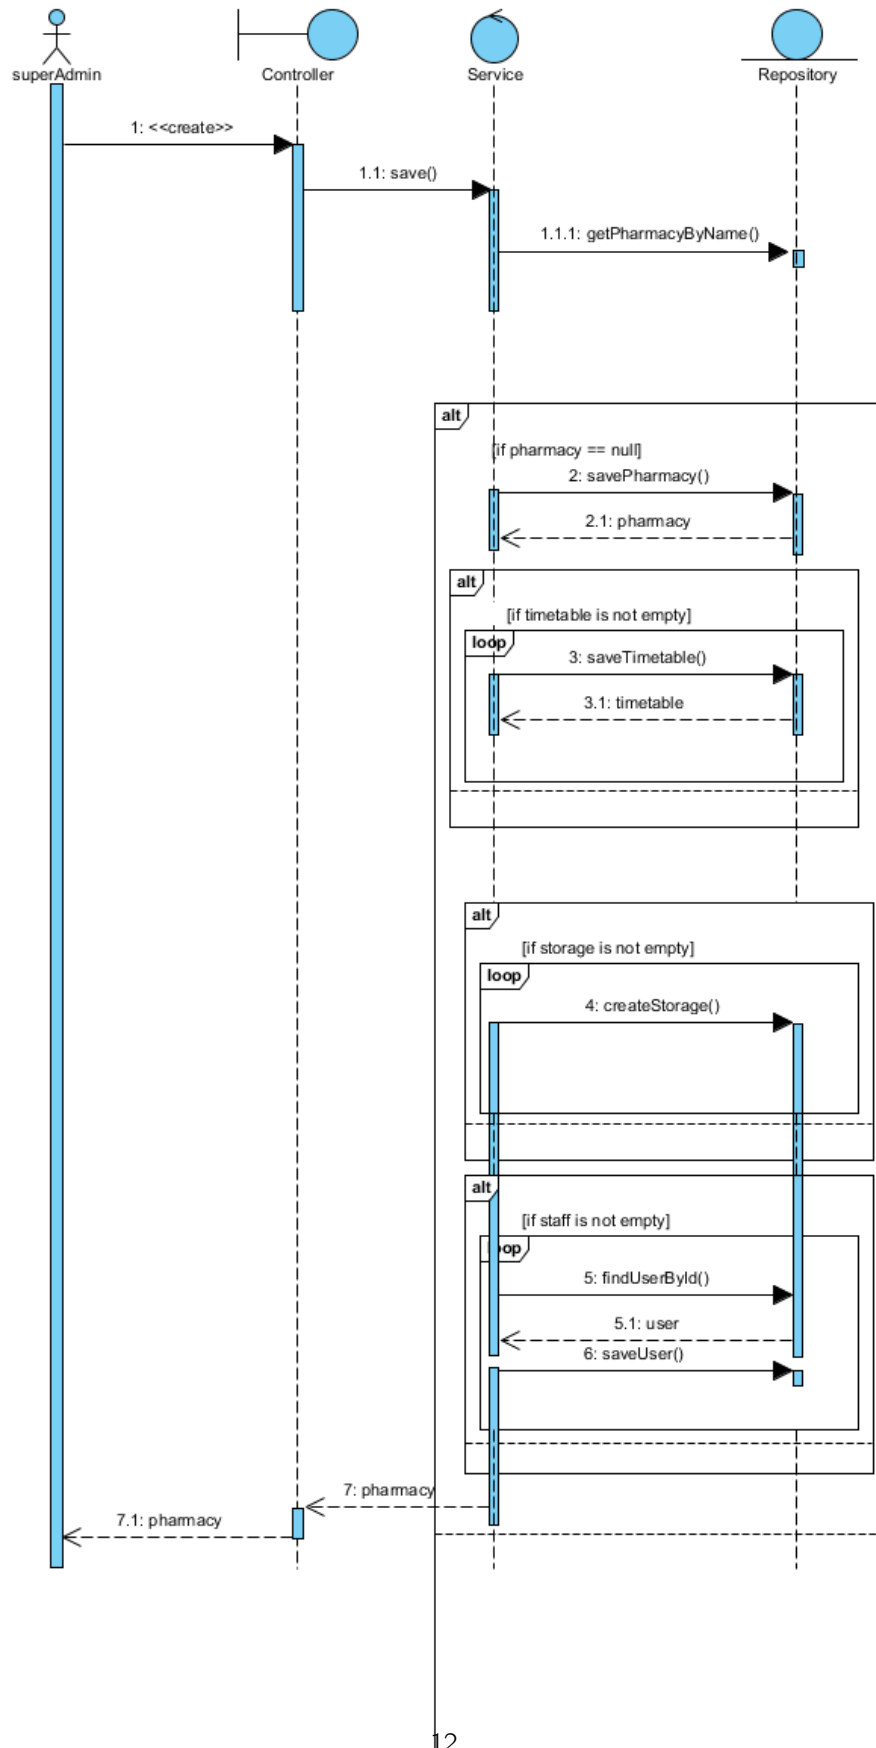 superAdmin
Controller
Service
Repository
1: <<create>>
1.1: save()
1.1.1: getPharmacyByName()
alt
[if pharmacy == null]
2: savePharmacy()
2.1: pharmacy
alt
[if timetable is not empty]
loop
3: saveTimetable()
3.1: timetable
alt
[if storage is not empty]
loop
4: createStorage()
alt
[if staff is not empty]
loop
5: findUserById()
5.1: user
6: saveUser()
7: pharmacy
7.1: pharmacy
12